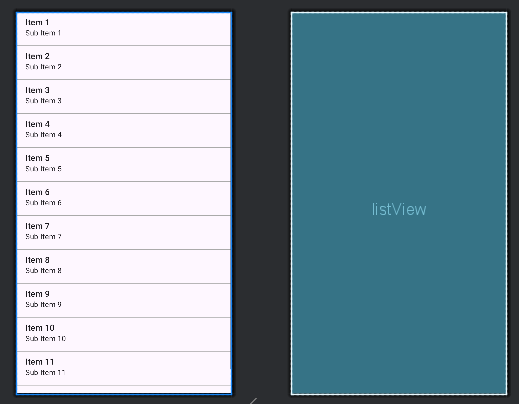 Item 1
Sub Item 1
Item 2
Sub Item 2
Item 3
Sub Item 3
Item 4
Sub Item 4
Item 5
Sub Item 5
Item 6
Sub Item 6
Item 7
Sub Item 7
Item 8
Sub Item 8
Item 9
Sub Item 9
Item 10
Sub Item 10
Item 11
Sub Item 11
listView